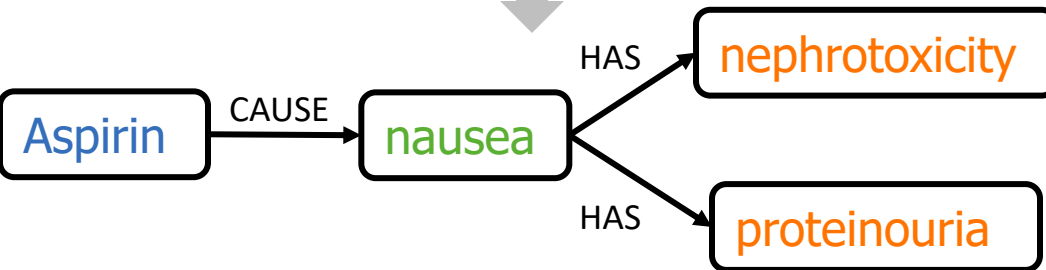 HAS
nephrotoxicity
Aspirin
CAUSE
nausea
HAS
proteinouria